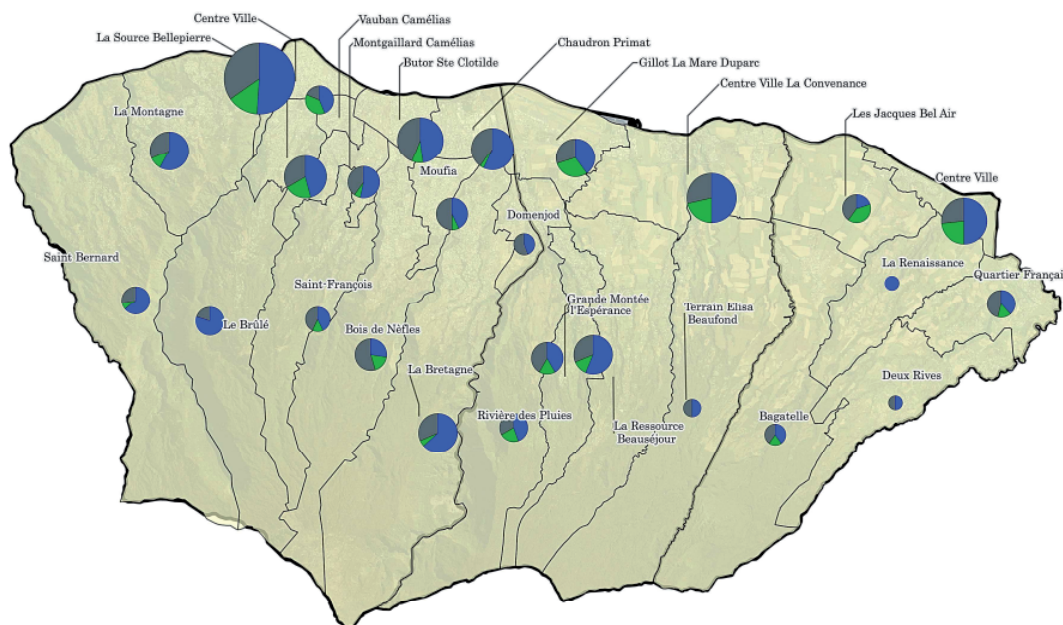 Centre Ville
Vauban Camélias
La Source Bellepierre
Montgaillard Camélias
Chaudron Primat
Butor Ste Clotilde
Gillot La Mare Duparc
Centre Ville La Convenance
La Montagne
Les Jacques Bel Air
Moufia
Centre Ville
Domenjod
Saint Bernard
La Renaissance
Quartier Françai
Saint-François
Grande Montée
l'Espérance
Terrain Elisa
Beaufond
Le Brûlé
Bois de Nèfles
La Bretagne
Deux Rives
Rivière des Pluies
Bagatelle
La Ressource
Beauséjour